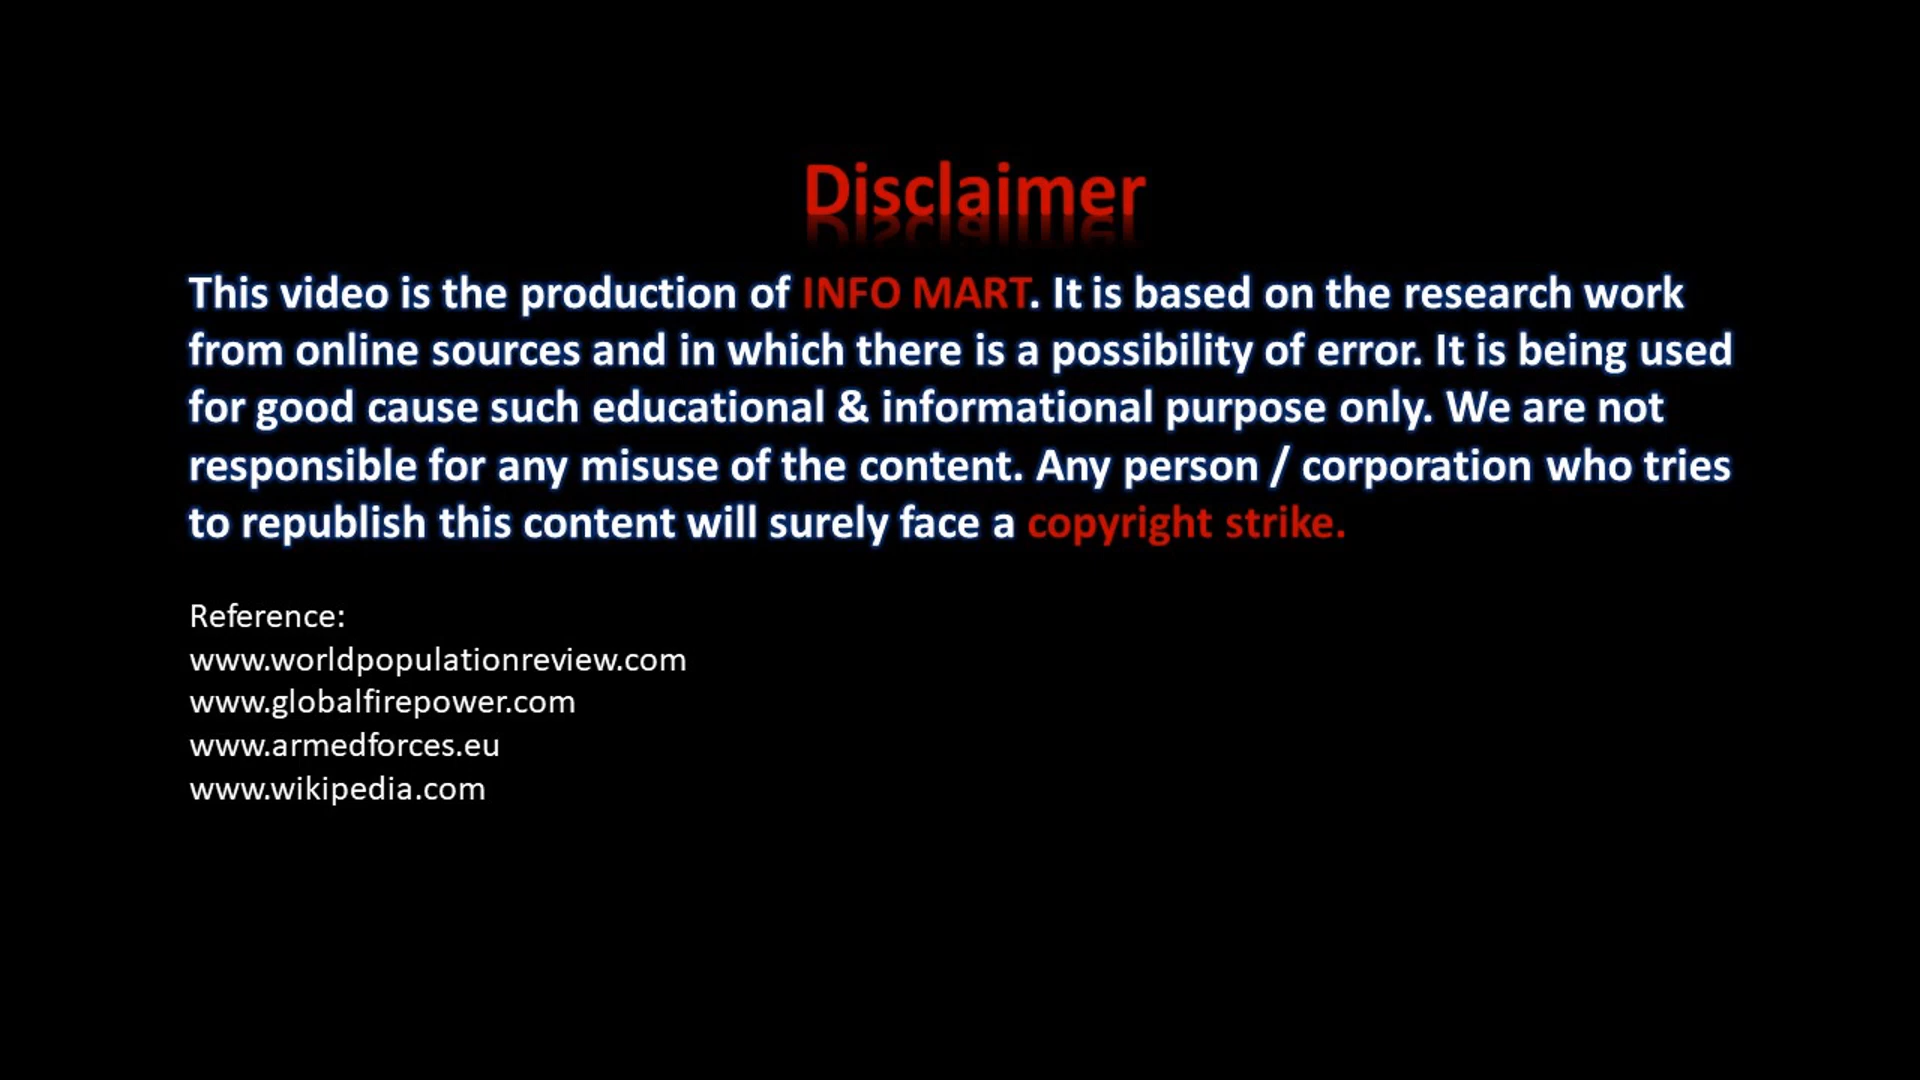 Disclaimer
This video is the production of INFO MART. It is based on the research work
from online sources and in which there is a possibility of error. It is being used
for good cause such educational & informational purpose only. We are not
responsible for any misuse of the content. Any person / corporation who tries
to republish this content will surely face a copyright strike.
Reference:
www.worldpopulationreview.com
www.globalfirepower.com
www.armedforces.eu
www.wikipedia.com